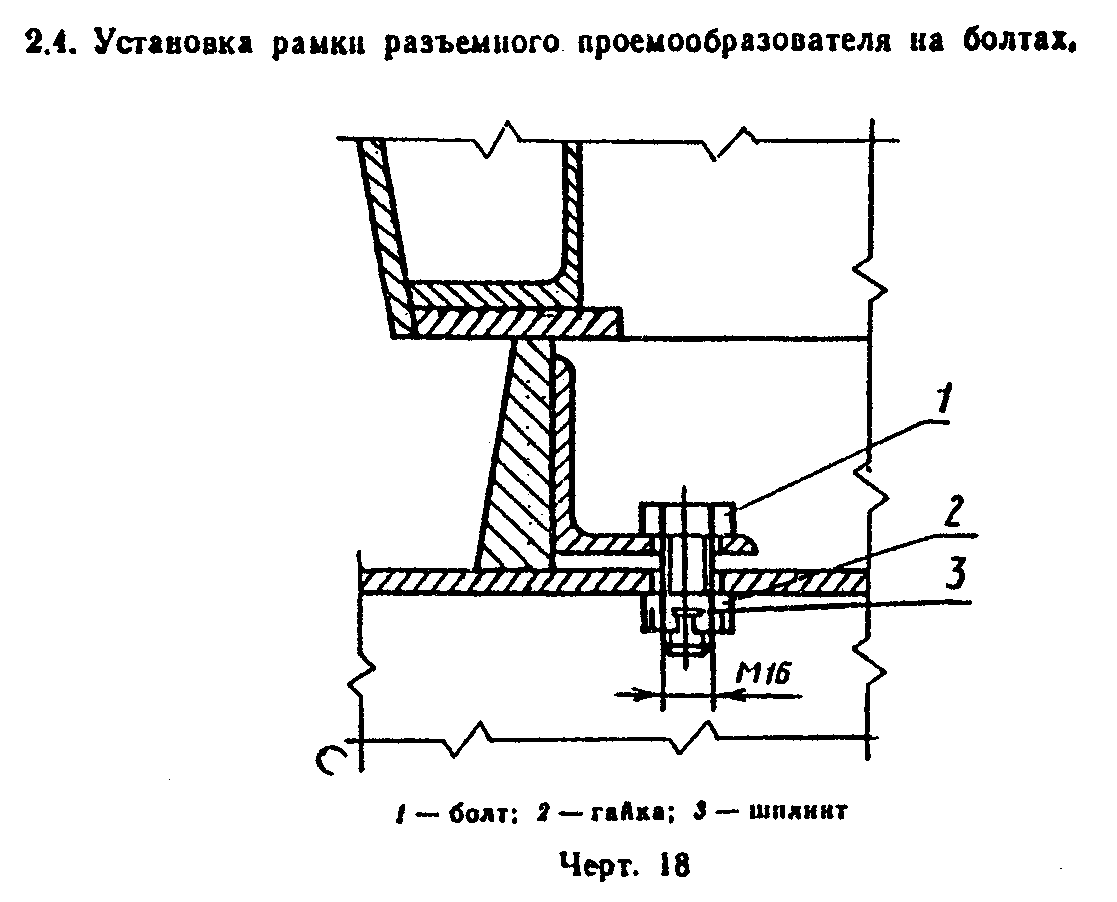 2.4. Установка рамки разъемного проемообразователя на болтах.
1
2
3
М16
1 — болт; 2 — гайка; 3 — шплинт
Черт. 18